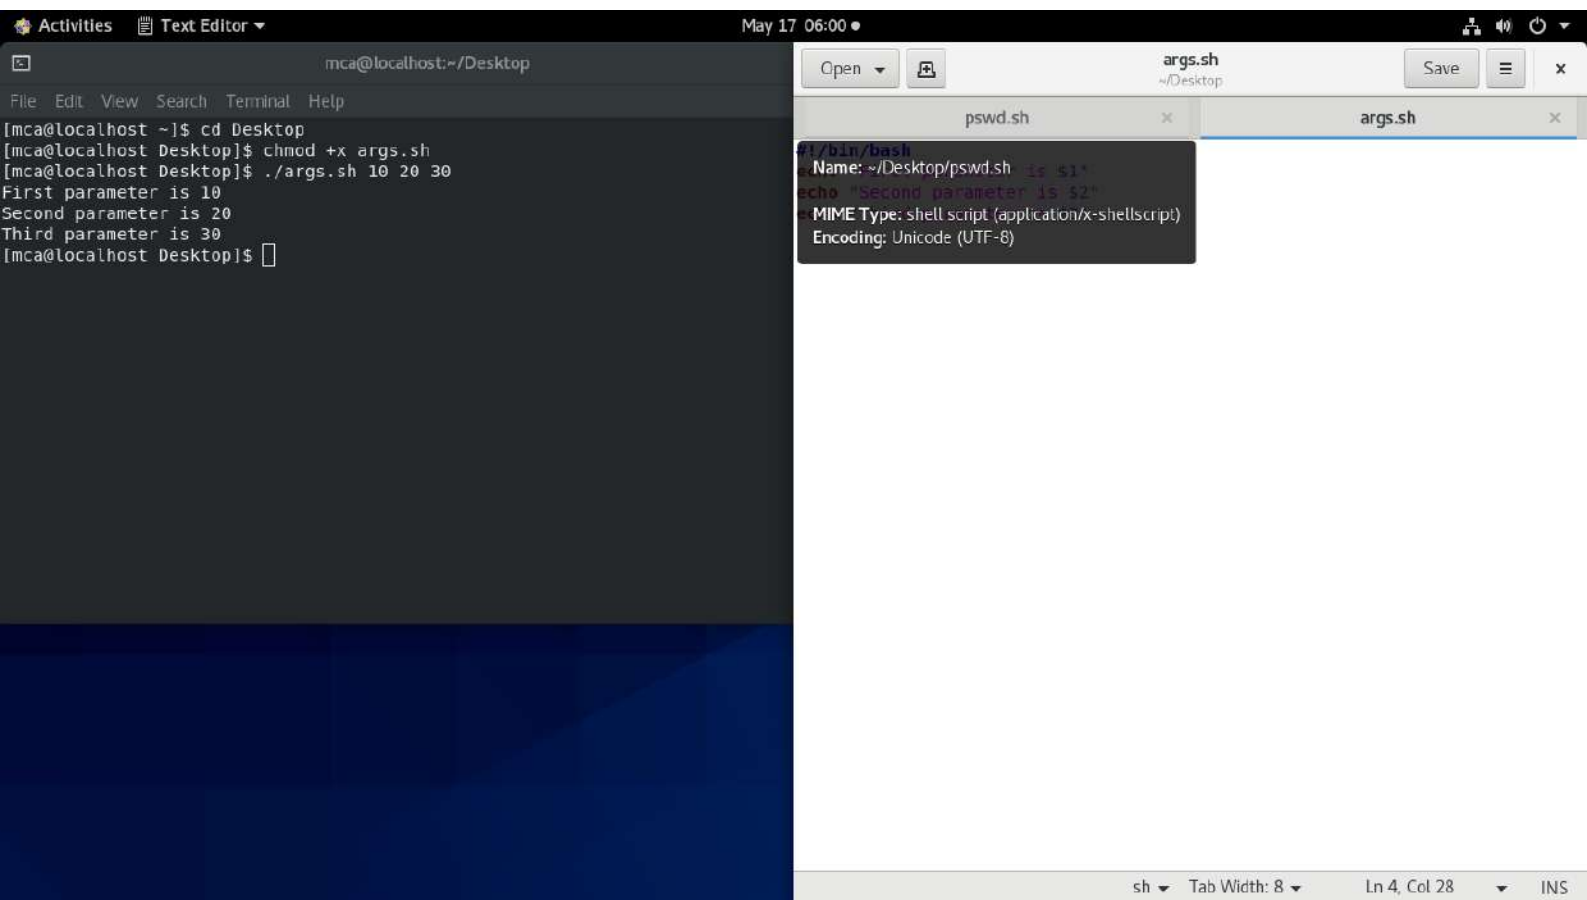 Activities Text Editor May 17 06:00
mca@localhost:~/Desktop
File Edit View Search Terminal Help
[mca@localhost ~]$ cd Desktop
[mca@localhost Desktop]$ chmod +x args.sh
[mca@localhost Desktop]$ ./args.sh 10 20 30
First parameter is 10
Second parameter is 20
Third parameter is 30
[mca@localhost Desktop]$
Open args.sh Save
~/Desktop
pswd.sh args.sh
#!/bin/bash
is $1"
echo "Second parameter is $2"
Name: ~/Desktop/pswd.sh
MIME Type: shell script (application/x-shellscript)
Encoding: Unicode (UTF-8)
sh Tab Width: 8 Ln 4, Col 28 INS